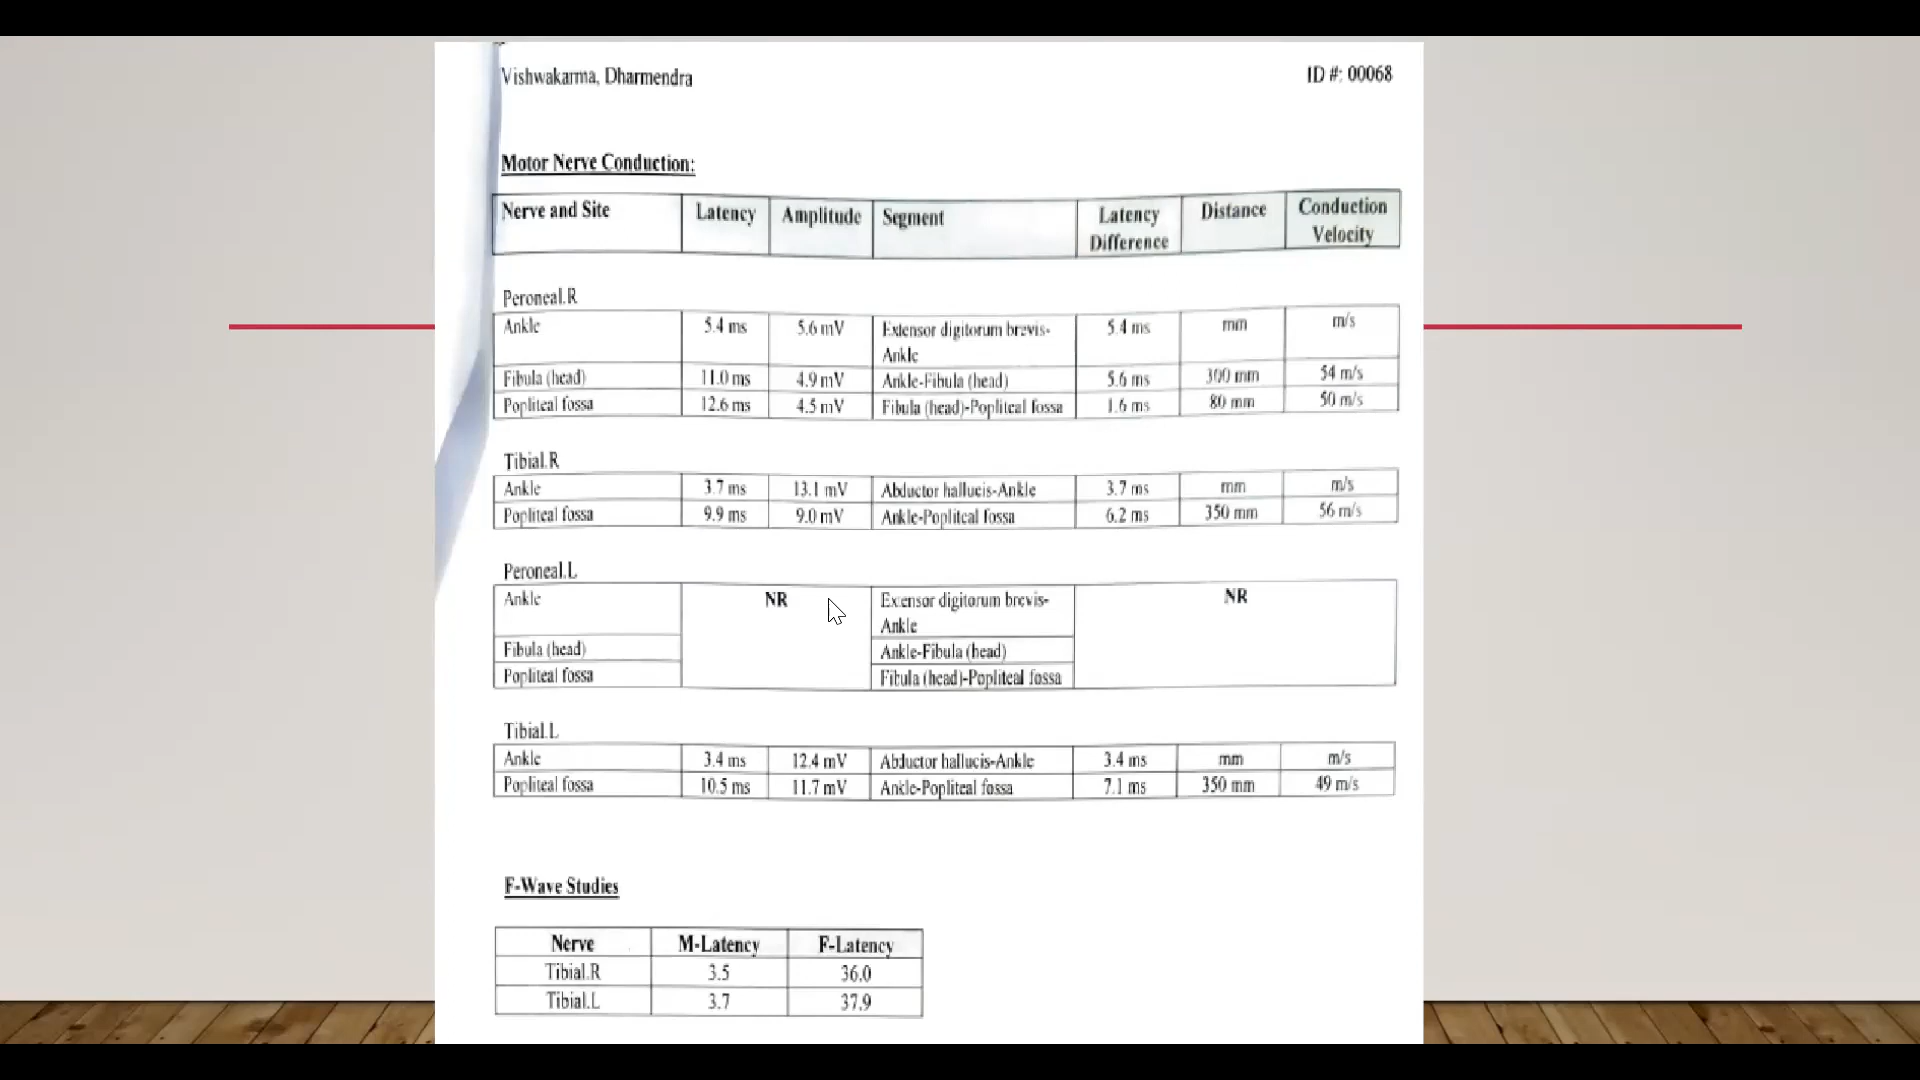 Vishwakarma, Dharmendra ID #: 00068
Motor Nerve Conduction:
Nerve and Site Latency Amplitude Segment Latency Difference Distance Conduction Velocity
Peroneal.R
Ankle 5.4 ms 5.6 mV Extensor digitorum brevis-Ankle 5.4 ms mm m/s
Fibula (head) 11.0 ms 4.9 mV Ankle-Fibula (head) 5.6 ms 300 mm 54 m/s
Popliteal fossa 12.6 ms 4.5 mV Fibula (head)-Popliteal fossa 1.6 ms 80 mm 50 m/s
Tibial.R
Ankle 3.7 ms 13.1 mV Abductor hallucis-Ankle 3.7 ms mm m/s
Popliteal fossa 9.9 ms 9.0 mV Ankle-Popliteal fossa 6.2 ms 350 mm 56 m/s
Peroneal.L
Ankle NR Extensor digitorum brevis-Ankle NR
Fibula (head) Ankle-Fibula (head)
Popliteal fossa Fibula (head)-Popliteal fossa
Tibial.L
Ankle 3.4 ms 12.4 mV Abductor hallucis-Ankle 3.4 ms mm m/s
Popliteal fossa 10.5 ms 11.7 mV Ankle-Popliteal fossa 7.1 ms 350 mm 49 m/s
F-Wave Studies
Nerve M-Latency F-Latency
Tibial.R 3.5 36.0
Tibial.L 3.7 37.9